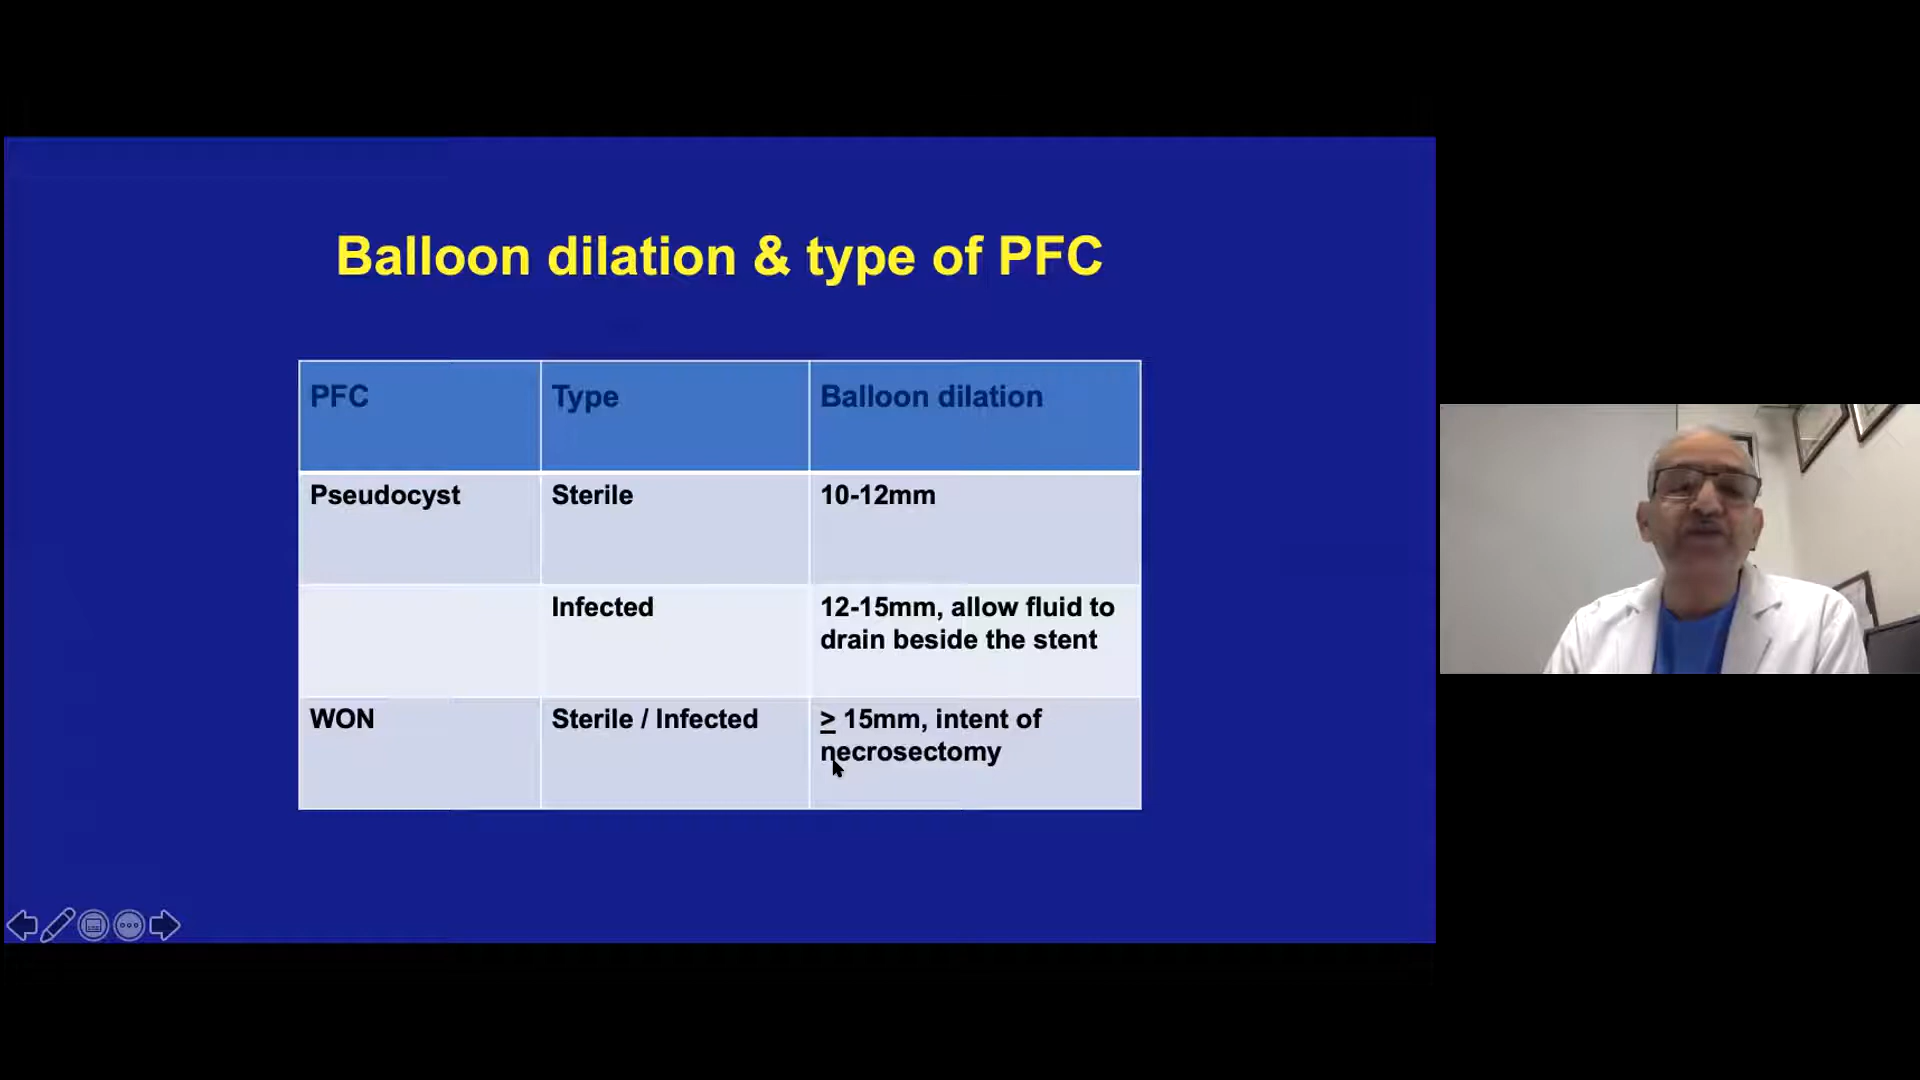 Balloon dilation & type of PFC
PFC Type Balloon dilation
Pseudocyst Sterile 10-12mm
Infected 12-15mm, allow fluid to
drain beside the stent
WON Sterile / Infected ≥ 15mm, intent of
necrosectomy